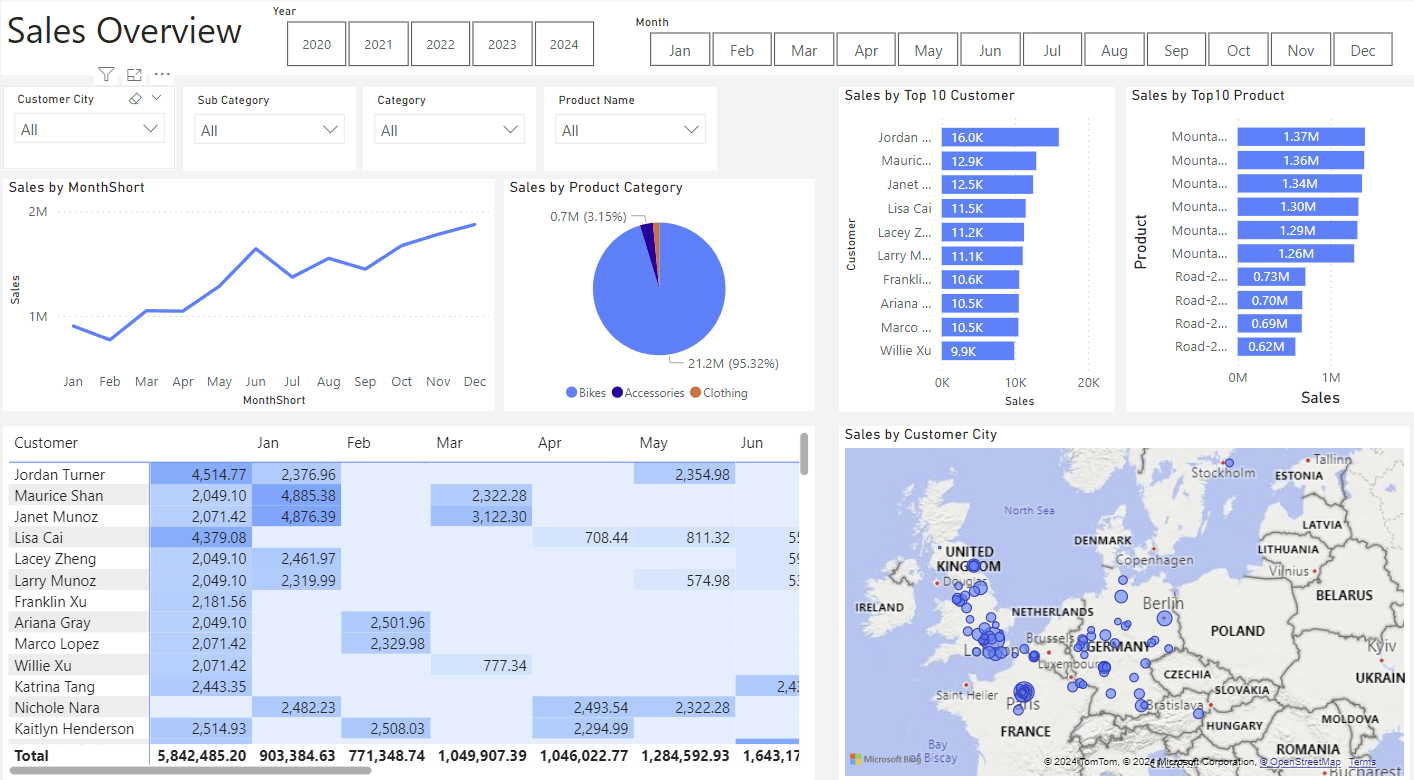 Sales Overview
Year
2020 2021 2022 2023 2024
Month
Jan Feb Mar Apr May Jun Jul Aug Sep Oct Nov Dec
Customer City
All
Sub Category
All
Category
All
Product Name
All
Sales by MonthShort
2M
1M
Sales
Jan Feb Mar Apr May Jun Jul Aug Sep Oct Nov Dec
MonthShort
Sales by Product Category
0.7M (3.15%)
21.2M (95.32%)
Bikes Accessories Clothing
Sales by Top 10 Customer
Customer
Jordan ... 16.0K
Mauric... 12.9K
Janet ... 12.5K
Lisa Cai 11.5K
Lacey Z... 11.2K
Larry M... 11.1K
Frankli... 10.6K
Ariana ... 10.5K
Marco ... 10.5K
Willie Xu 9.9K
0K 10K 20K
Sales
Sales by Top10 Product
Product
Mounta... 1.37M
Mounta... 1.36M
Mounta... 1.34M
Mounta... 1.30M
Mounta... 1.29M
Mounta... 1.26M
Road-2... 0.73M
Road-2... 0.70M
Road-2... 0.69M
Road-2... 0.62M
0M 1M
Sales
Customer Jan Feb Mar Apr May Jun
Jordan Turner 4,514.77 2,376.96 2,354.98
Maurice Shan 2,049.10 4,885.38 2,322.28
Janet Munoz 2,071.42 4,876.39 3,122.30
Lisa Cai 4,379.08 708.44 811.32 55
Lacey Zheng 2,049.10 2,461.97 59
Larry Munoz 2,049.10 2,319.99 574.98 53
Franklin Xu 2,181.56
Ariana Gray 2,049.10 2,501.96
Marco Lopez 2,071.42 2,329.98
Willie Xu 2,071.42 777.34
Katrina Tang 2,443.35 2,43
Nichole Nara 2,482.23 2,493.54 2,322.28
Kaitlyn Henderson 2,514.93 2,508.03 2,294.99
Total 5,842,485.20 903,384.63 771,348.74 1,049,907.39 1,046,022.77 1,284,592.93 1,643,17
Sales by Customer City
Stockholm
Tallinn
ESTONIA
North Sea
LATVIA
DENMARK
Copenhagen
LITHUANIA
Vilnius
UNITED
KINGDOM
Douglas
BELARUS
IRELAND
NETHERLANDS
Berlin
POLAND
Brussels
GERMANY
Kyiv
Luxembourg
CZECHIA
UKRAIN
Saint Helier
Paris
SLOVAKIA
Bratislava
MOLDOVA
FRANCE
HUNGARY
ROMANIA
Bay
of Biscay
Microsoft Bing
© 2024 TomTom, © 2024 Microsoft Corporation, © OpenStreetMap Terms
Bucharest